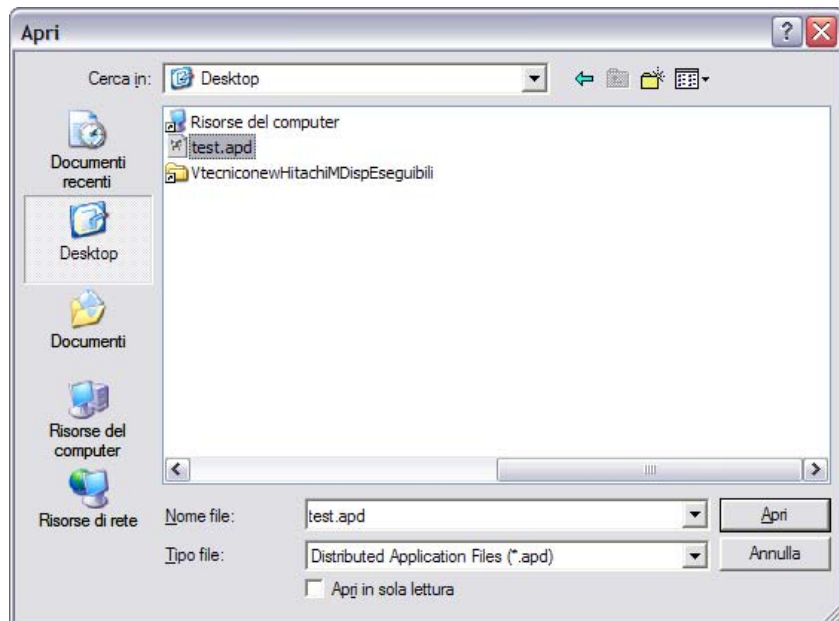 Apri
Cerca in: Desktop
Risorse del computer
test.apd
VtecniconewHitachiMDispEseguibili
Documenti
recenti
Desktop
Documenti
Risorse del
computer
Risorse di rete
Nome file: test.apd Apri
Tipo file: Distributed Application Files (*.apd) Annulla
Apri in sola lettura